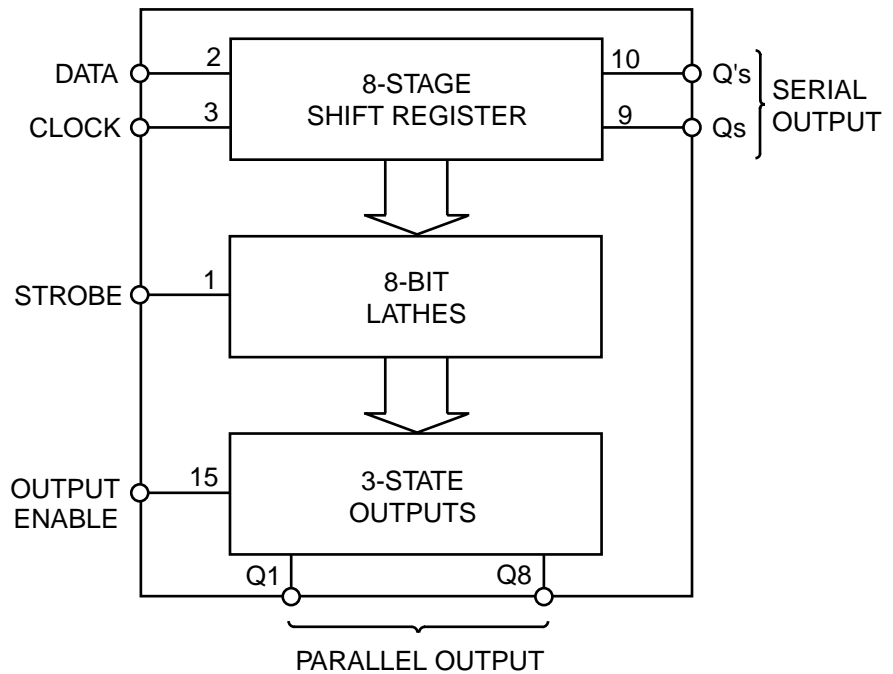 DATA
2
8-STAGE
SHIFT REGISTER
10
Q's
SERIAL
OUTPUT
CLOCK
3
9
Qs
STROBE
1
8-BIT
LATHES
OUTPUT
ENABLE
15
3-STATE
OUTPUTS
Q1
Q8
PARALLEL OUTPUT